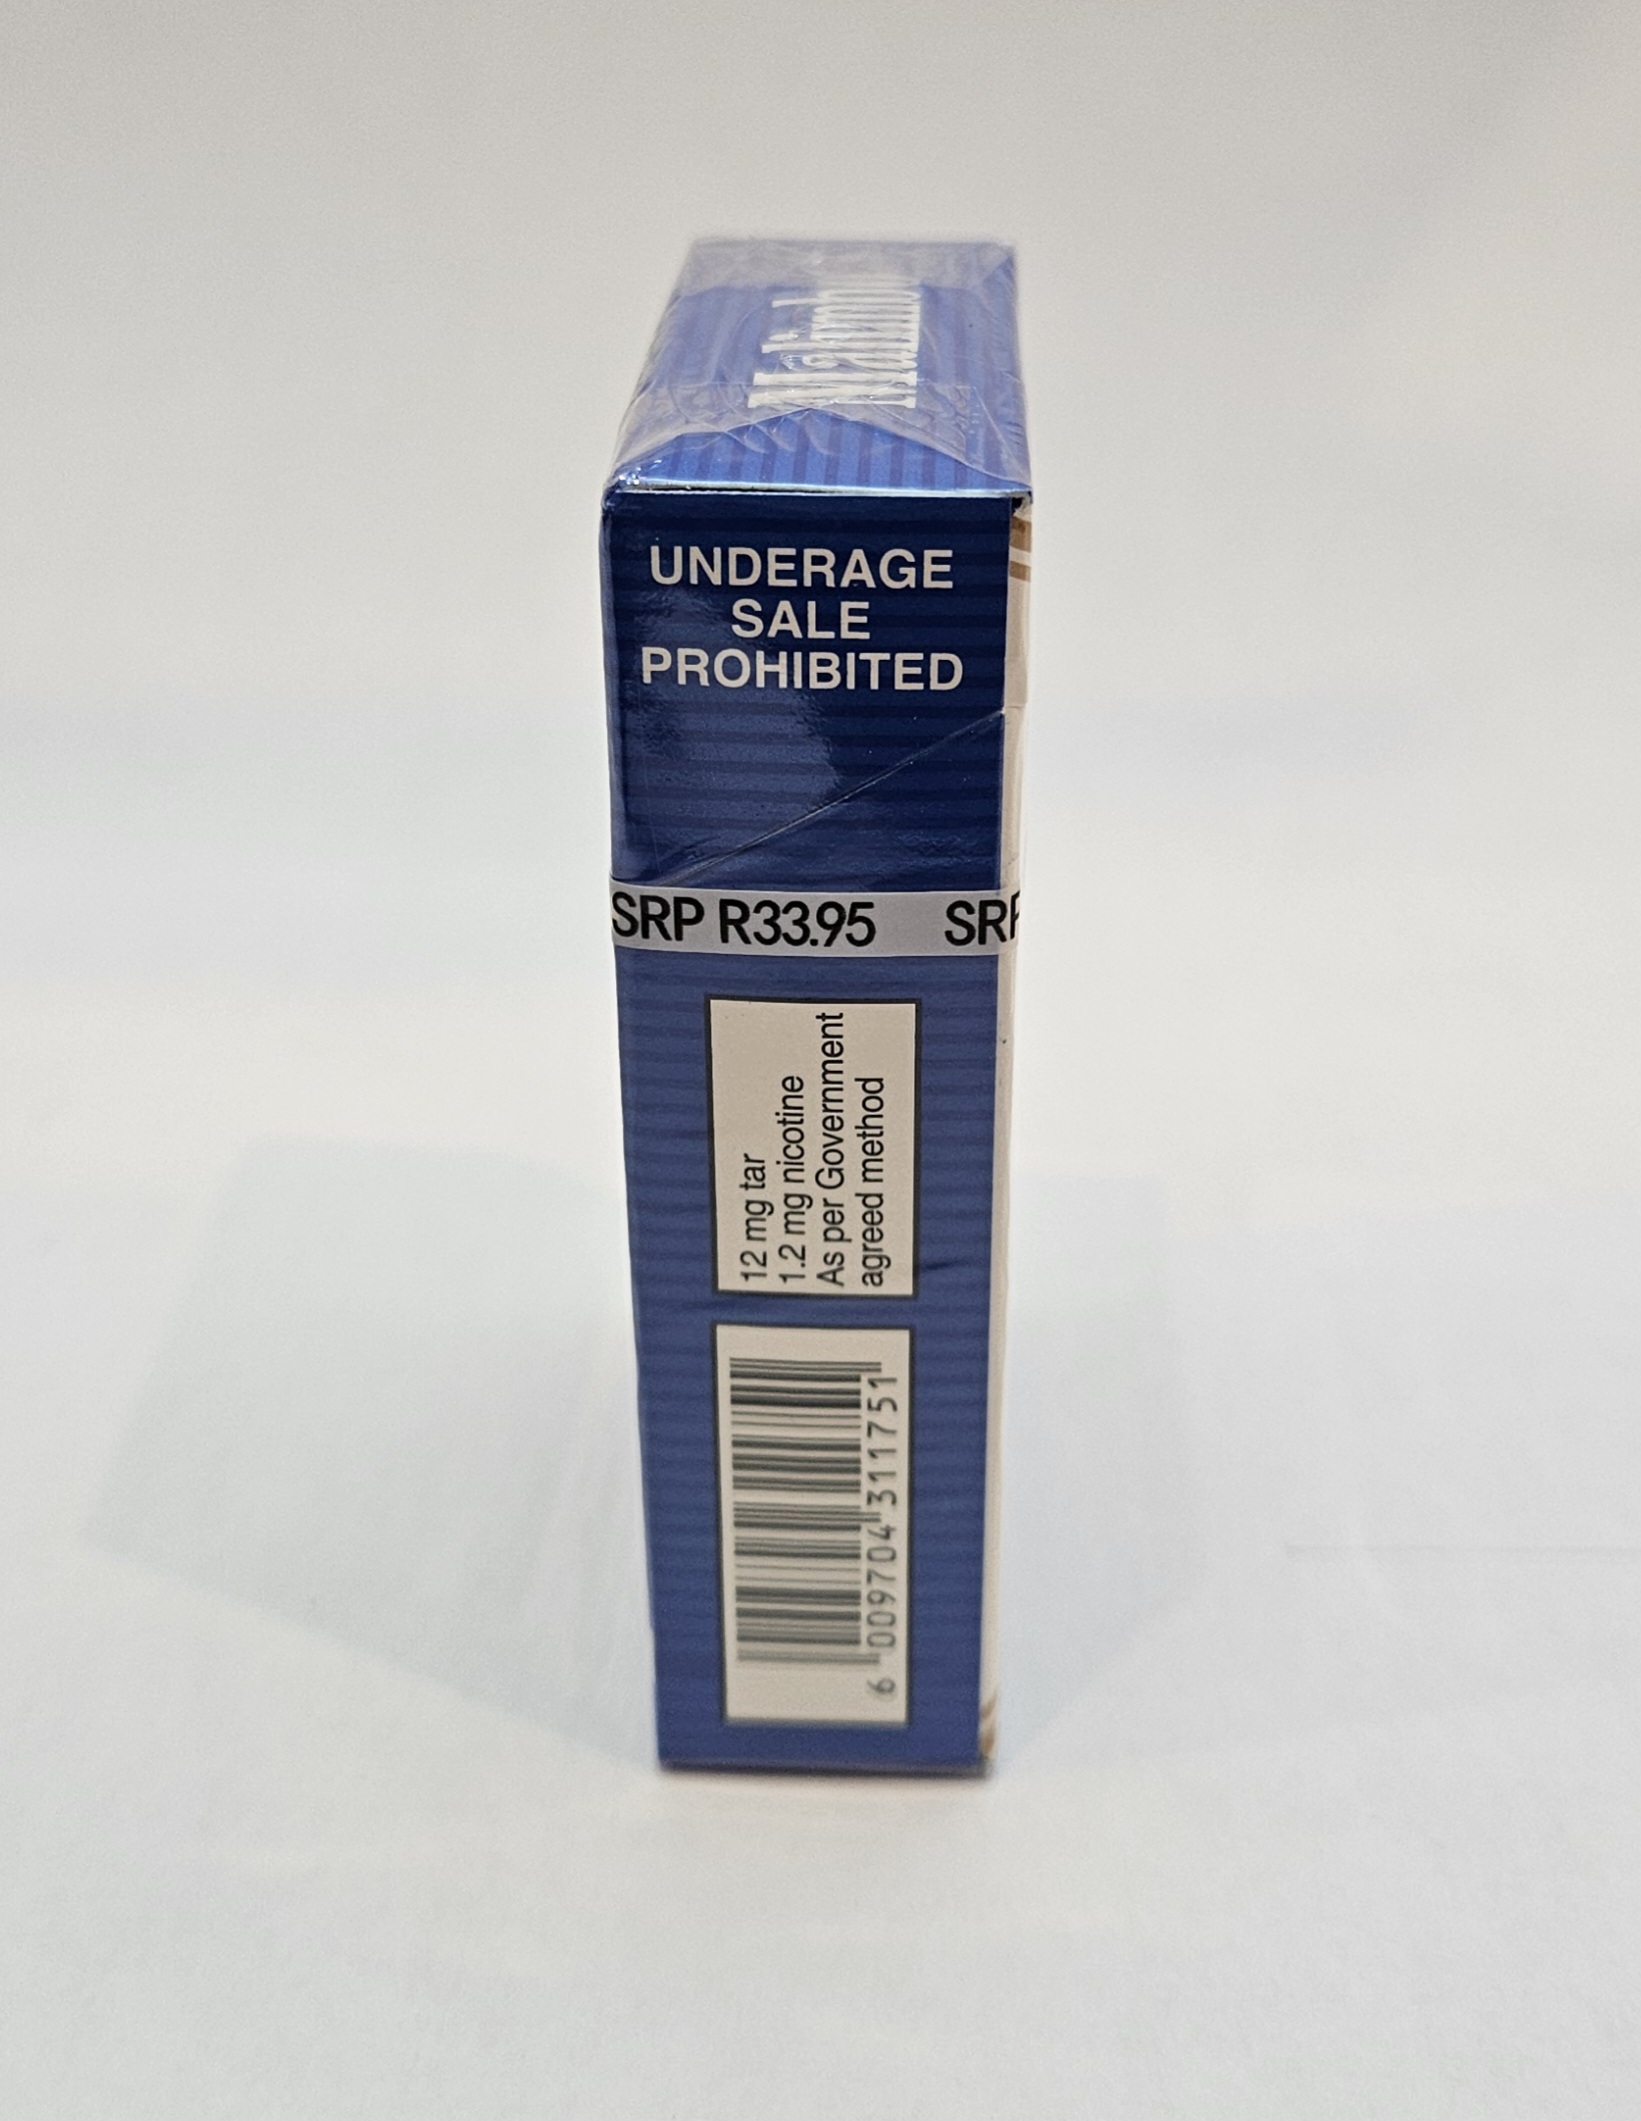 UNDERAGE
SALE
PROHIBITED
SRP R33.95 SRP
12 mg tar
1.2 mg nicotine
As per Government
agreed method
6 009704 311751